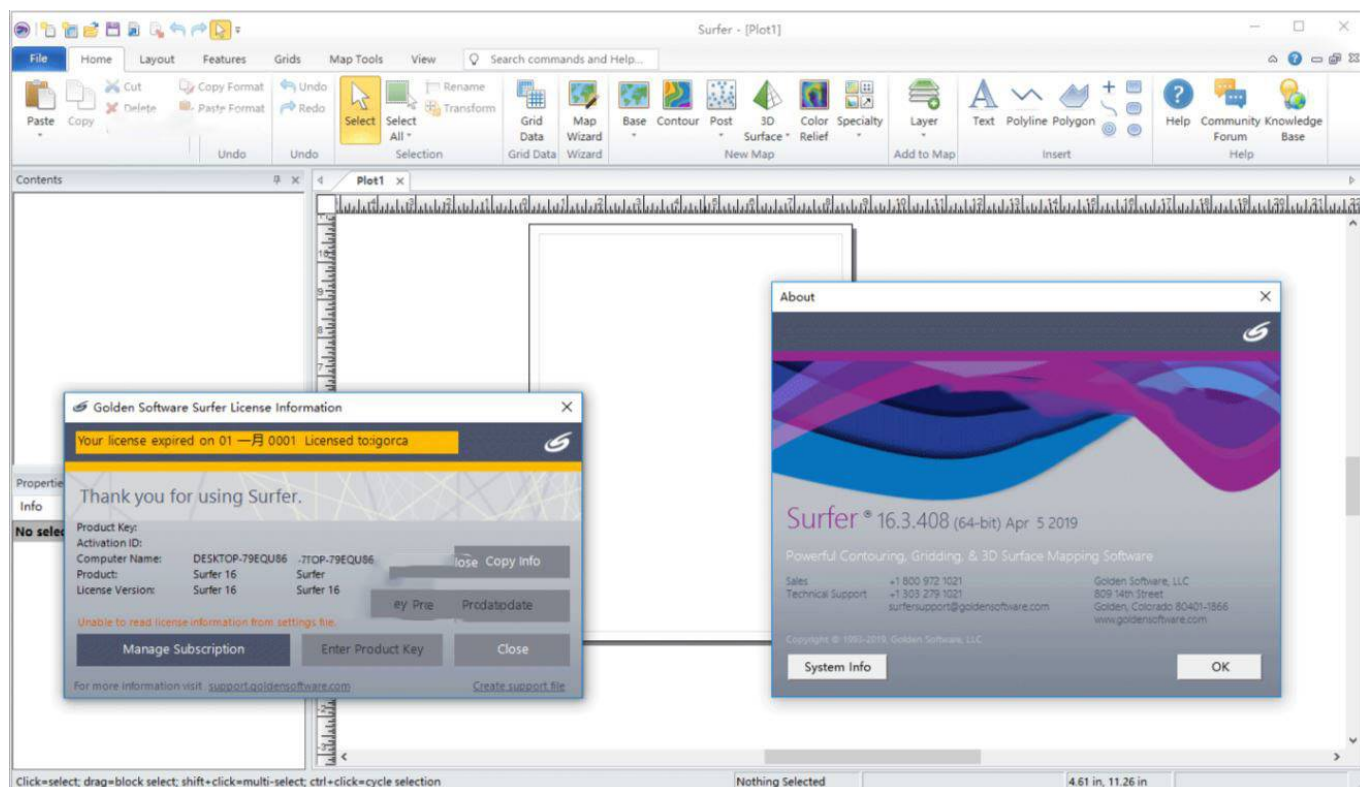 Surfer - [Plot1]
File Home Layout Features Grids Map Tools View Search commands and Help...
Paste Copy Cut Delete Copy Format Paste Format Undo Redo Select Select All Rename Transform Grid Data Map Wizard Base Contour Post 3D Surface Color Relief Specialty Layer Text Polyline Polygon Help Community Forum Knowledge Base
Undo Undo Selection Grid Data Wizard New Map Add to Map Insert Help
Contents
Plot1
About
Surfer ® 16.3.408 (64-bit) Apr 5 2019
Powerful Contouring, Gridding, & 3D Surface Mapping Software
Sales +1 800 972 1021 Golden Software, LLC
Technical Support +1 303 279 1021 809 14th Street
surfersupport@goldensoftware.com Golden, Colorado 80401-1866
www.goldensoftware.com
Copyright © 1993-2019, Golden Software, LLC
System Info OK
Golden Software Surfer License Information
Your license expired on 01 一月 0001 Licensed to:igorca
Thank you for using Surfer.
Product Key:
Activation ID:
Computer Name: DESKTOP-79EQU86 -7TOP-79EQU86
Product: Surfer 16 Surfer
License Version: Surfer 16 Surfer 16
lose Copy Info
ey Pre
Unable to read license information from settings file.
Manage Subscription Enter Product Key Close
For more information visit support.goldensoftware.com Create support file
Propertie
Info
No selec
Click=select; drag=block select; shift+click=multi-select; ctrl+click=cycle selection Nothing Selected 4.61 in, 11.26 in